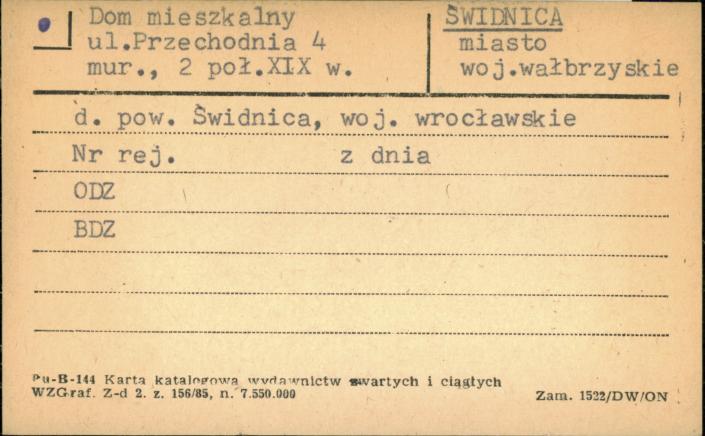 Dom mieszkalny
ul.Przechodnia 4
mur., 2 poł.XIX w.
ŚWIDNICA
miasto
woj.wałbrzyskie
d. pow. Świdnica, woj. wrocławskie
Nr rej. z dnia
ODZ
BDZ
Pu-B-144 Karta katalogowa wydawnictw zwartych i ciągłych
WZGraf. Z-d 2. z. 156/85, n. 7.550.000
Zam. 1522/DW/ON